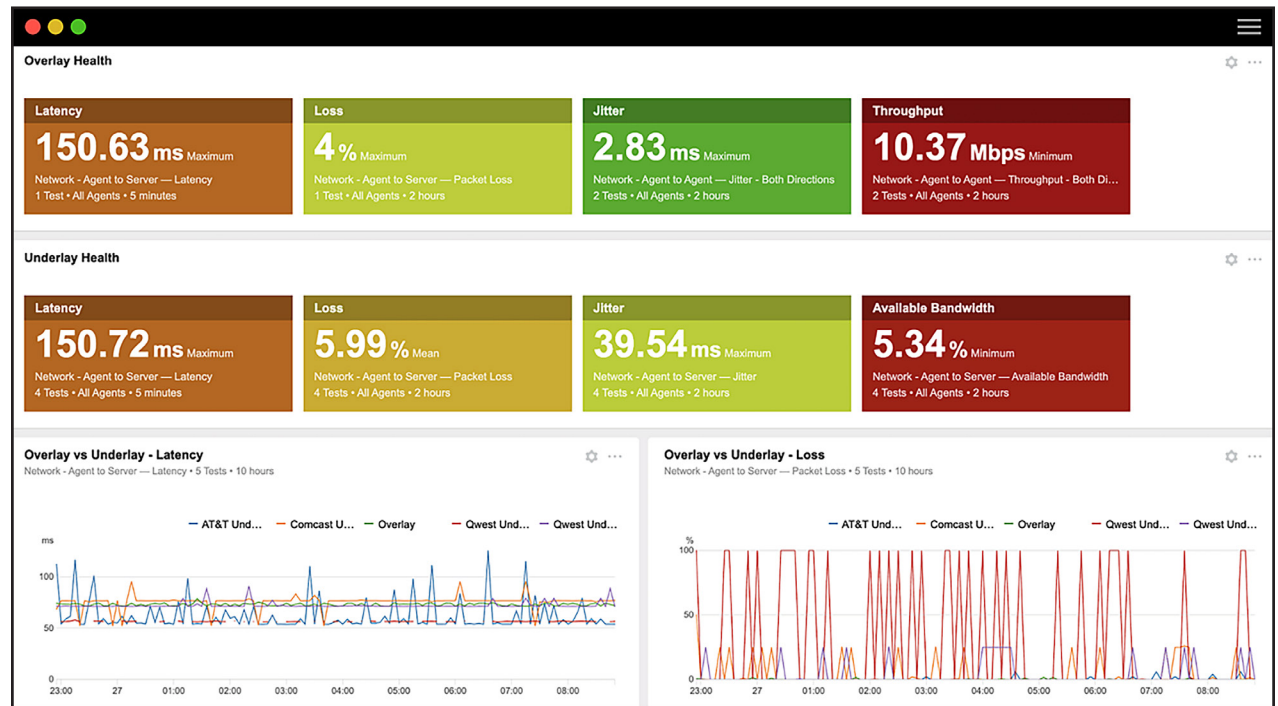 Overlay Health
Latency
150.63 ms Maximum
Network - Agent to Server — Latency
1 Test • All Agents • 5 minutes
Loss
4 % Maximum
Network - Agent to Server — Packet Loss
1 Test • All Agents • 2 hours
Jitter
2.83 ms Maximum
Network - Agent to Agent — Jitter - Both Directions
2 Tests • All Agents • 2 hours
Throughput
10.37 Mbps Minimum
Network - Agent to Agent — Throughput - Both Di...
2 Tests • All Agents • 2 hours
Underlay Health
Latency
150.72 ms Maximum
Network - Agent to Server — Latency
4 Tests • All Agents • 5 minutes
Loss
5.99 % Mean
Network - Agent to Server — Packet Loss
4 Tests • All Agents • 2 hours
Jitter
39.54 ms Maximum
Network - Agent to Server — Jitter
4 Tests • All Agents • 2 hours
Available Bandwidth
5.34 % Minimum
Network - Agent to Server — Available Bandwidth
4 Tests • All Agents • 2 hours
Overlay vs Underlay - Latency
Network - Agent to Server — Latency • 5 Tests • 10 hours
AT&T Und... Comcast U... Overlay Qwest Und... Qwest Und...
ms
100
50
0
23:00 27 01:00 02:00 03:00 04:00 05:00 06:00 07:00 08:00
Overlay vs Underlay - Loss
Network - Agent to Server — Packet Loss • 5 Tests • 10 hours
AT&T Und... Comcast U... Overlay Qwest Und... Qwest Und...
%
100
50
0
23:00 27 01:00 02:00 03:00 04:00 05:00 06:00 07:00 08:00